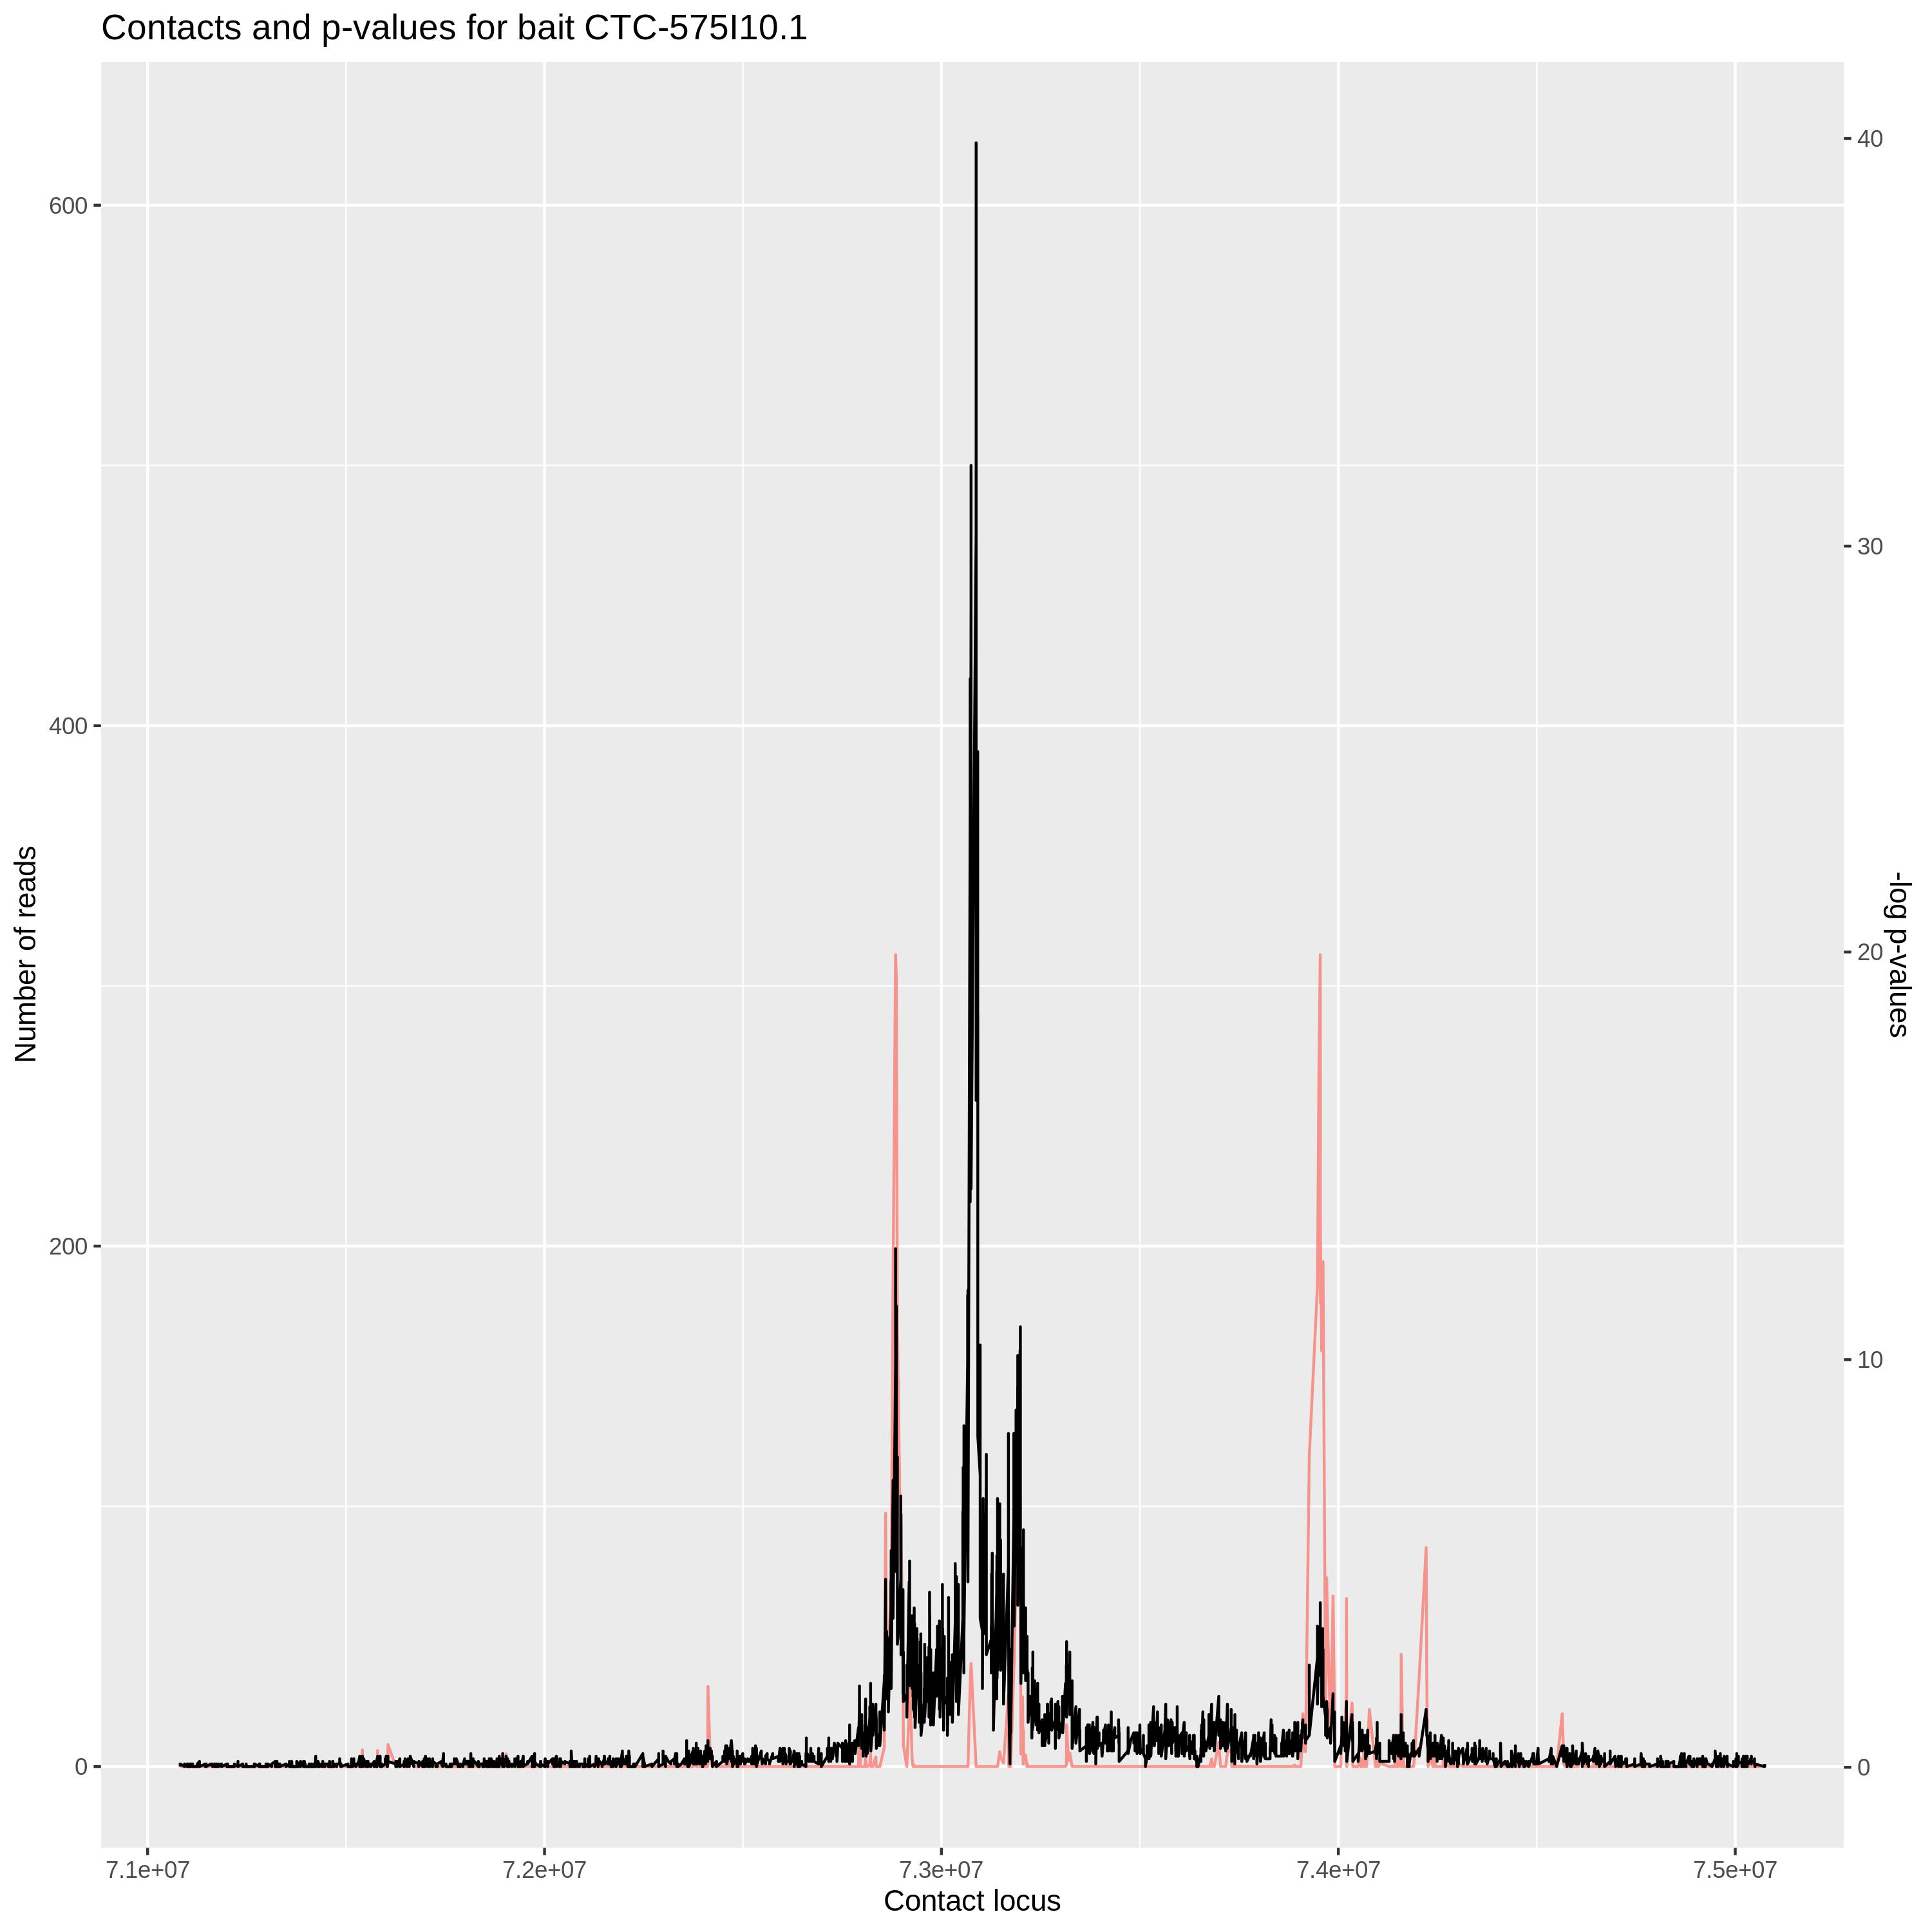 Contacts and p-values for bait CTC-575I10.1
600
400
200
0
Number of reads
40
30
20
10
0
-log p-values
7.1e+07 7.2e+07 7.3e+07 7.4e+07 7.5e+07
Contact locus